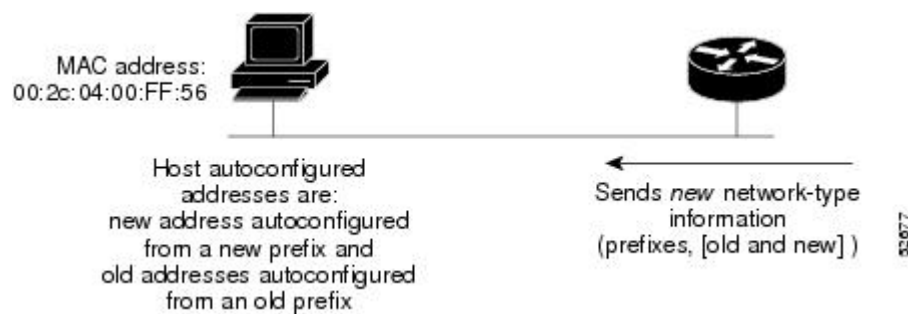 MAC address:
00:2c:04:00:FF:56
Host autoconfigured
addresses are:
new address autoconfigured
from a new prefix and
old addresses autoconfigured
from an old prefix
Sends new network-type
information
(prefixes, [old and new] )
52677